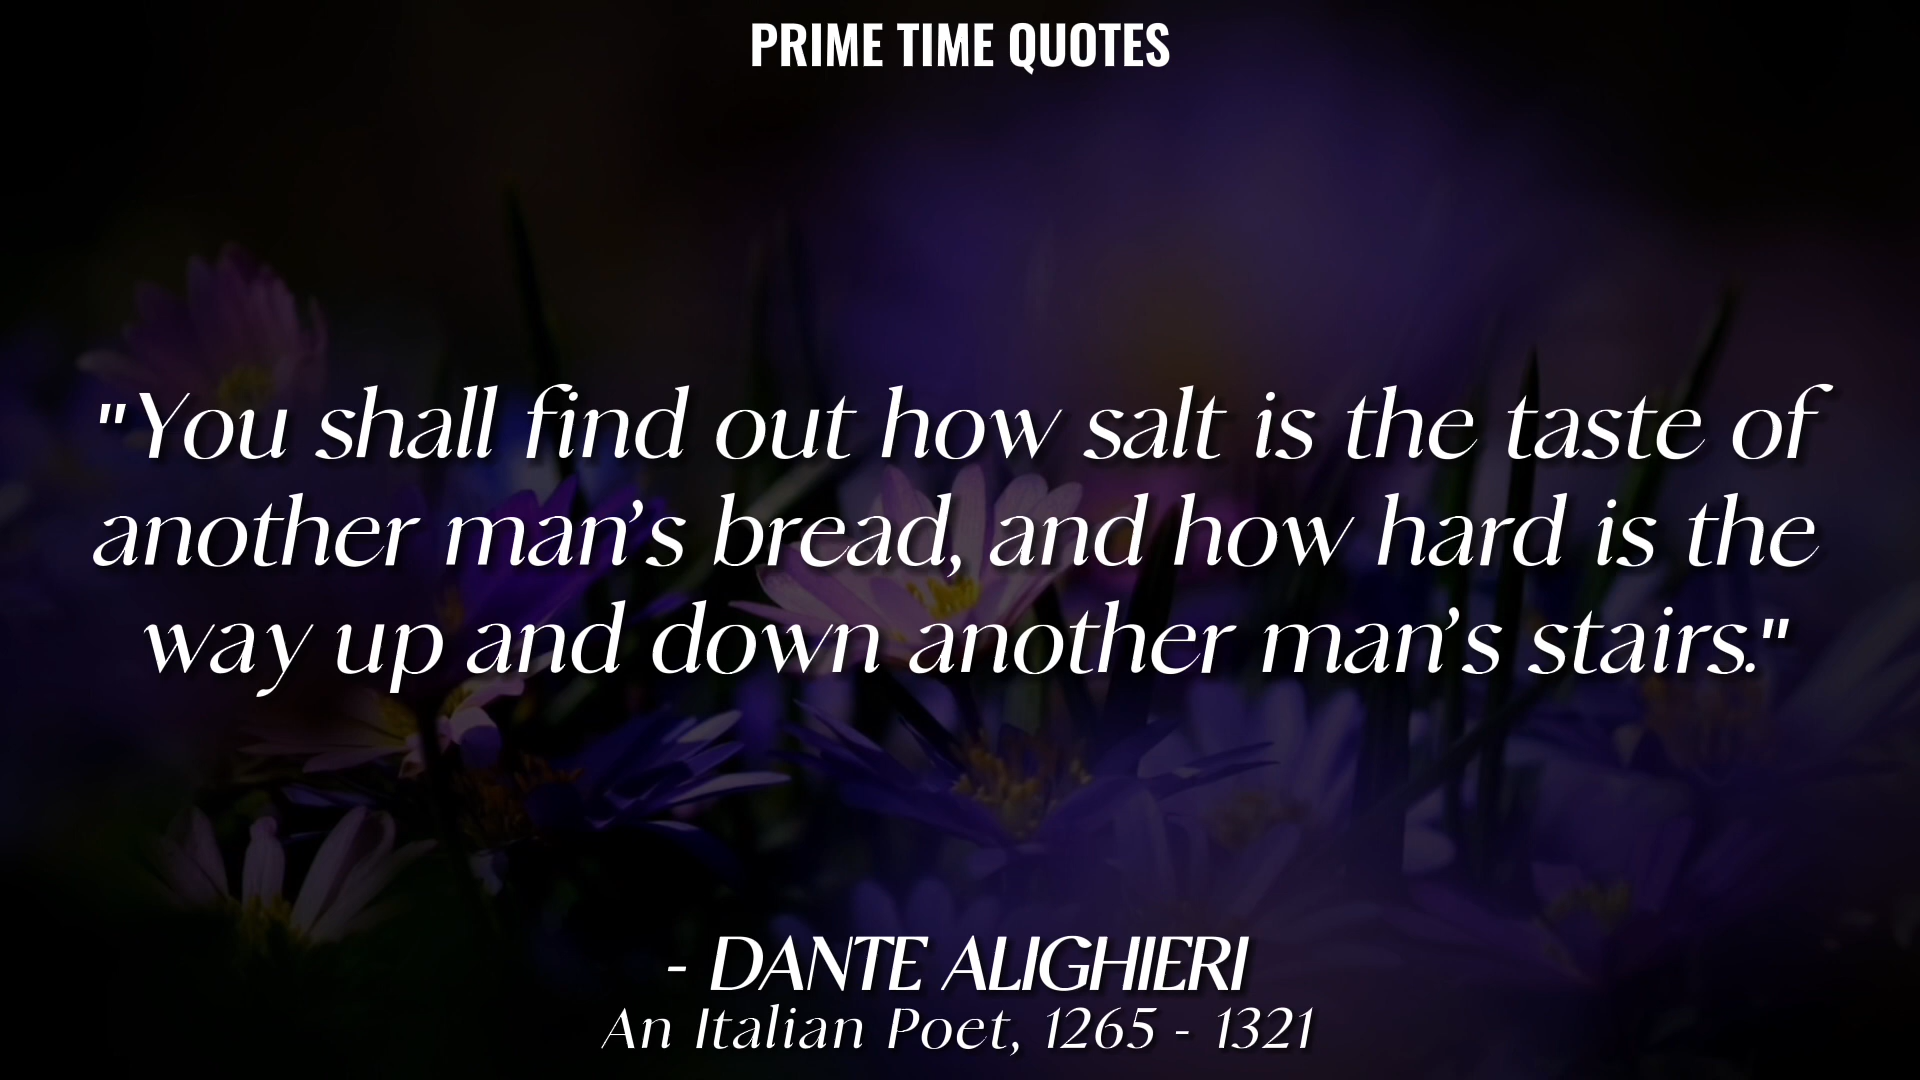 PRIME TIME QUOTES
"You shall find out how salt is the taste of
another man’s bread, and how hard is the
way up and down another man’s stairs."
- DANTE ALIGHIERI
An Italian Poet, 1265 - 1321